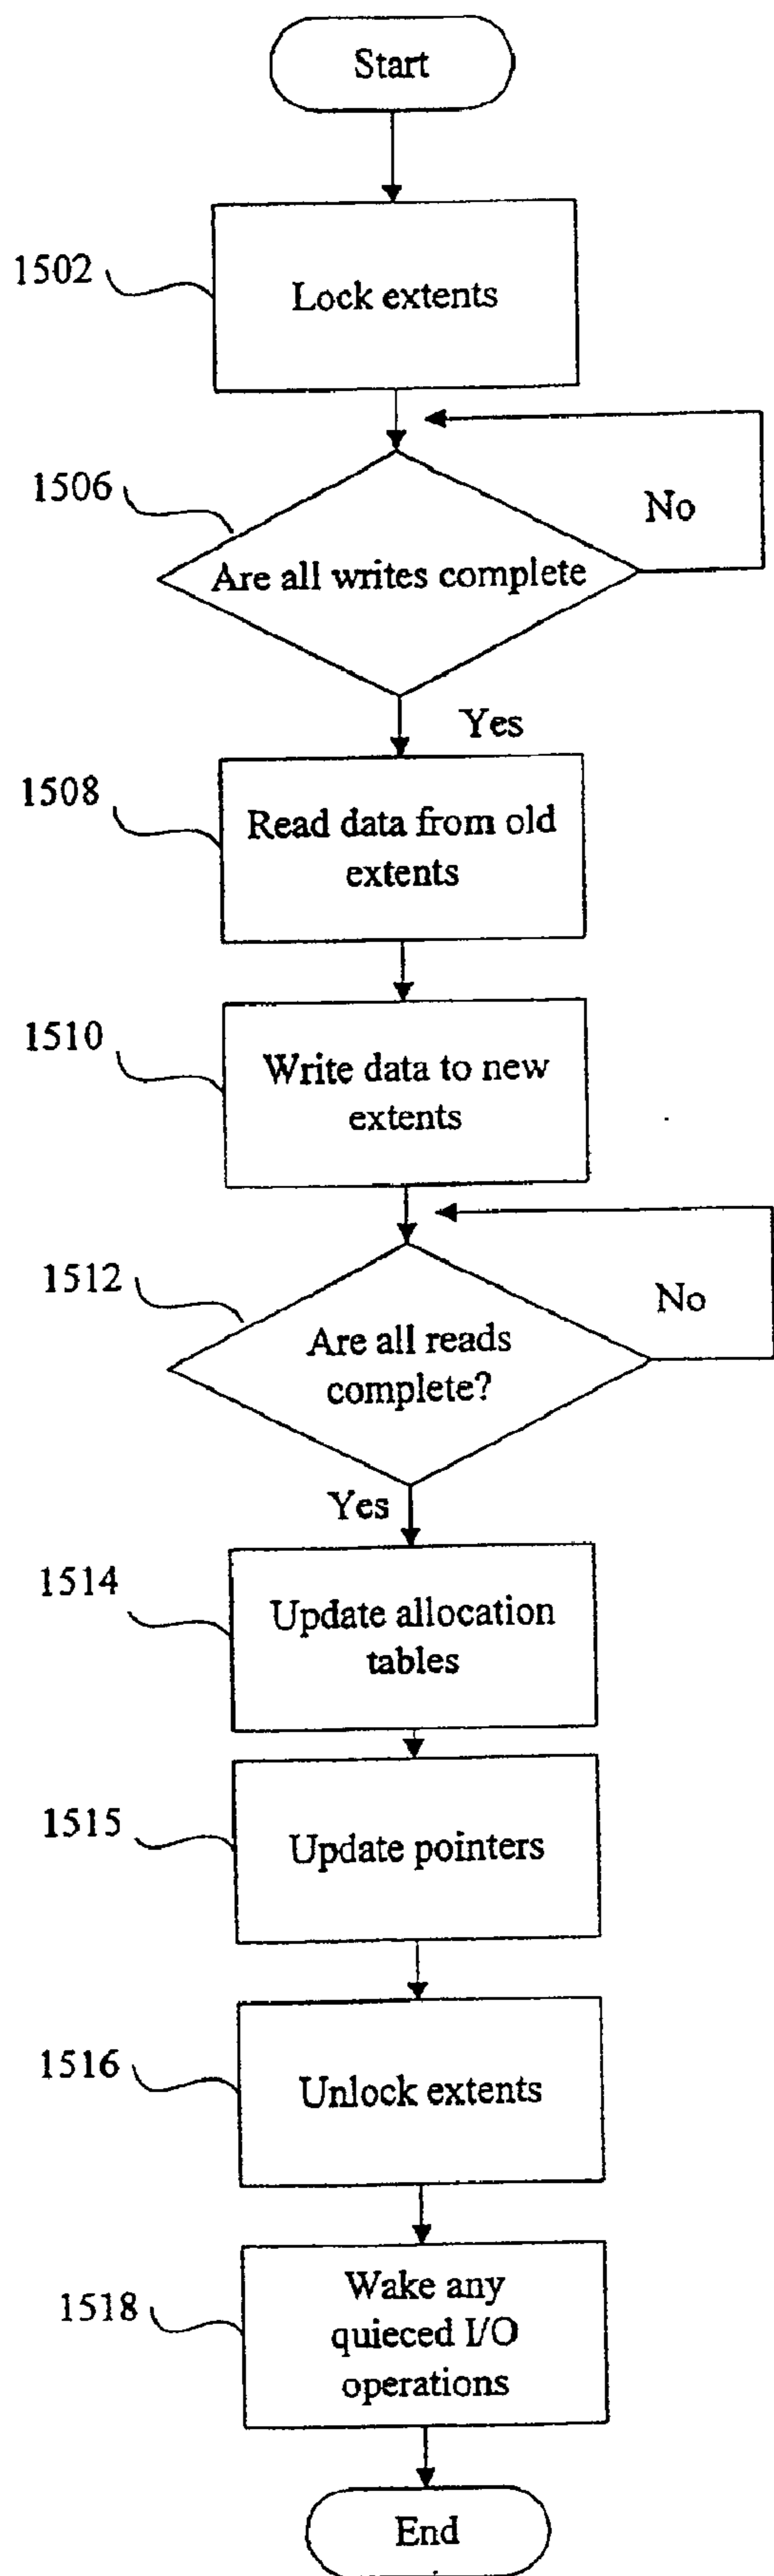 Start
1502
Lock extents
1506
No
Are all writes complete
Yes
1508
Read data from old
extents
1510
Write data to new
extents
1512
No
Are all reads
complete?
Yes
1514
Update allocation
tables
1515
Update pointers
1516
Unlock extents
1518
Wake any
quieced I/O
operations
End